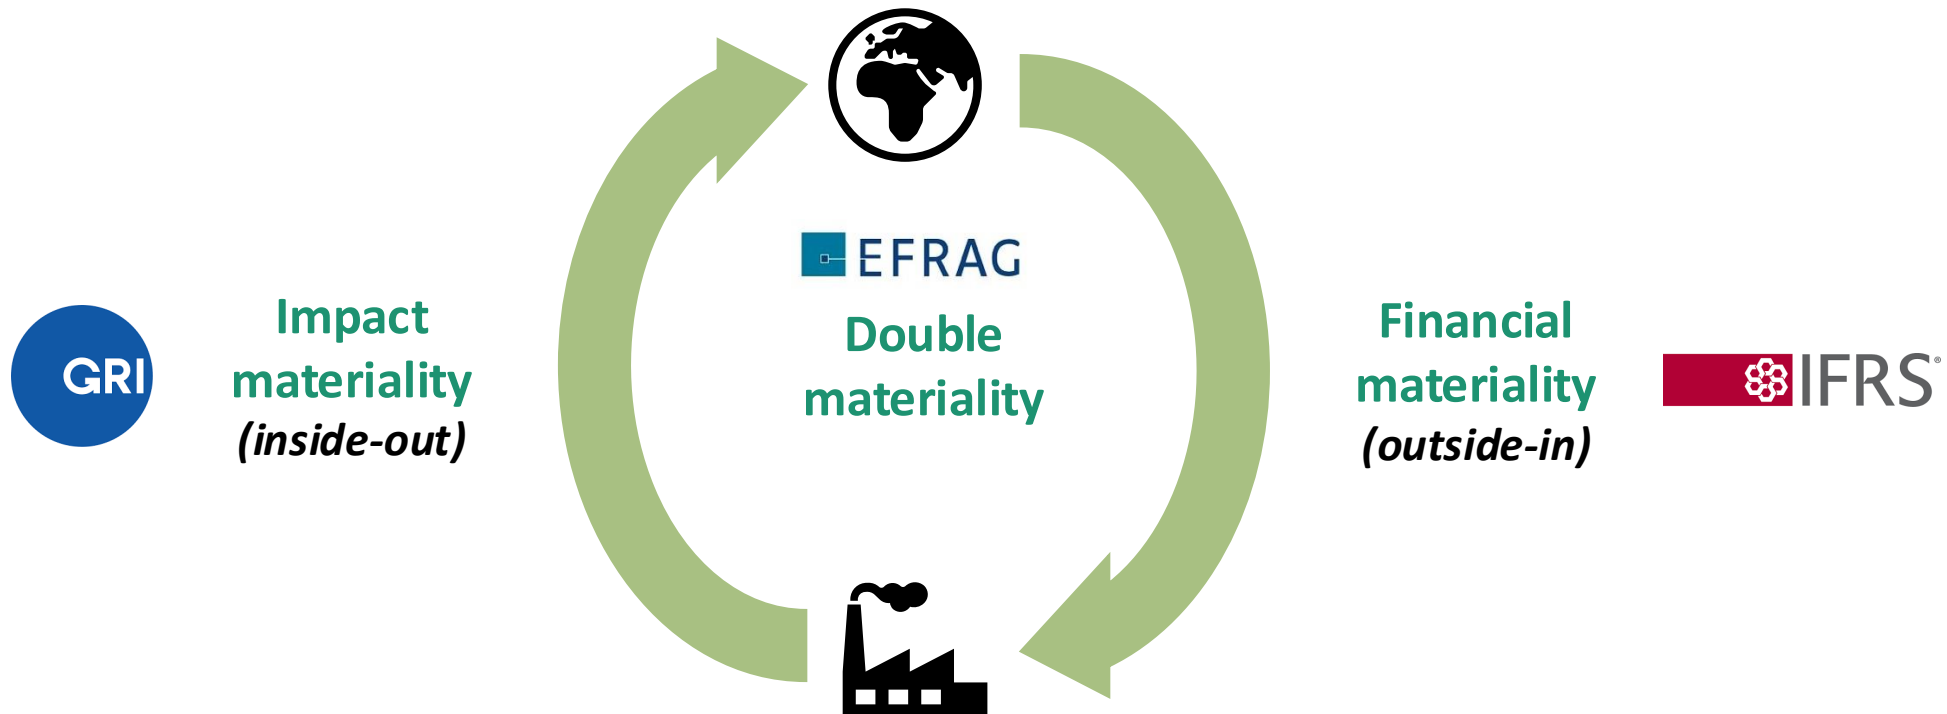 GRI
Impact
materiality
(inside-out)
EFRAG
Double
materiality
Financial
materiality
(outside-in)
IFRS®